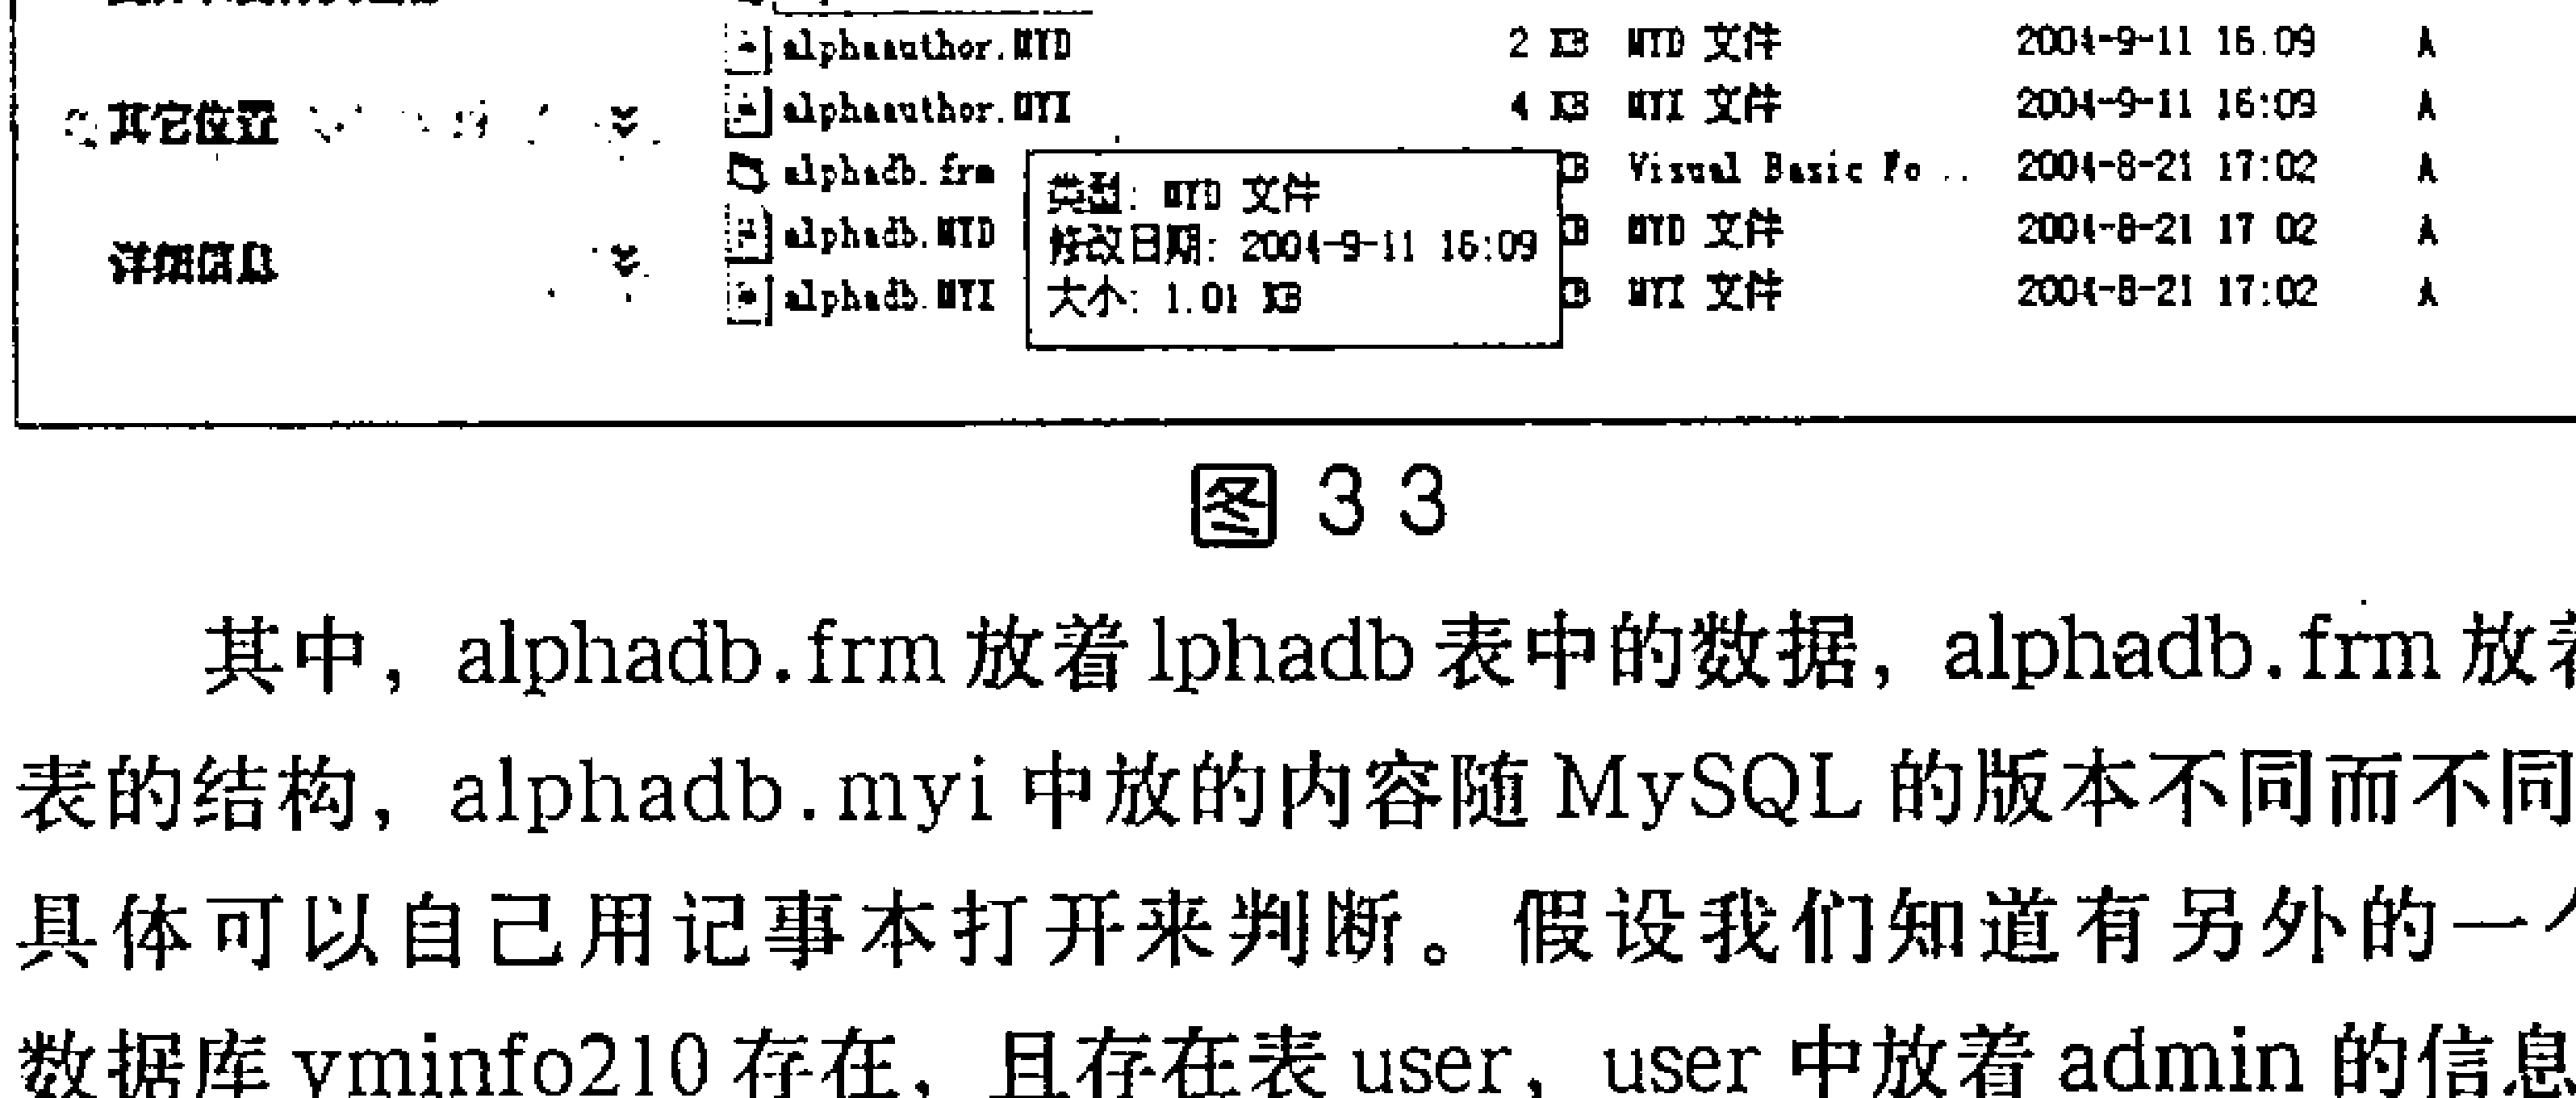 alphaauthor.MYD 2 KB MYD 文件 2004-9-11 16:09 A
其它位置 alphaauthor.MYI 4 KB MYI 文件 2004-9-11 16:09 A
alphadb.frm B Visual Basic Fo... 2004-8-21 17:02 A
alphadb.MYD B MYD 文件 2004-8-21 17:02 A
详细信息
alphadb.MYI B MYI 文件 2004-8-21 17:02 A
类型: MYD 文件
修改日期: 2004-9-11 16:09
大小: 1.01 KB
图 33
其中，alphadb.frm 放着 lphadb 表中的数据，alphadb.frm 放着
表的结构，alphadb.myi 中放的内容随 MySQL 的版本不同而不同
具体可以自己用记事本打开来判断。假设我们知道有另外的一个
数据库 yminfo210 存在，且存在表 user，user 中放着 admin 的信息